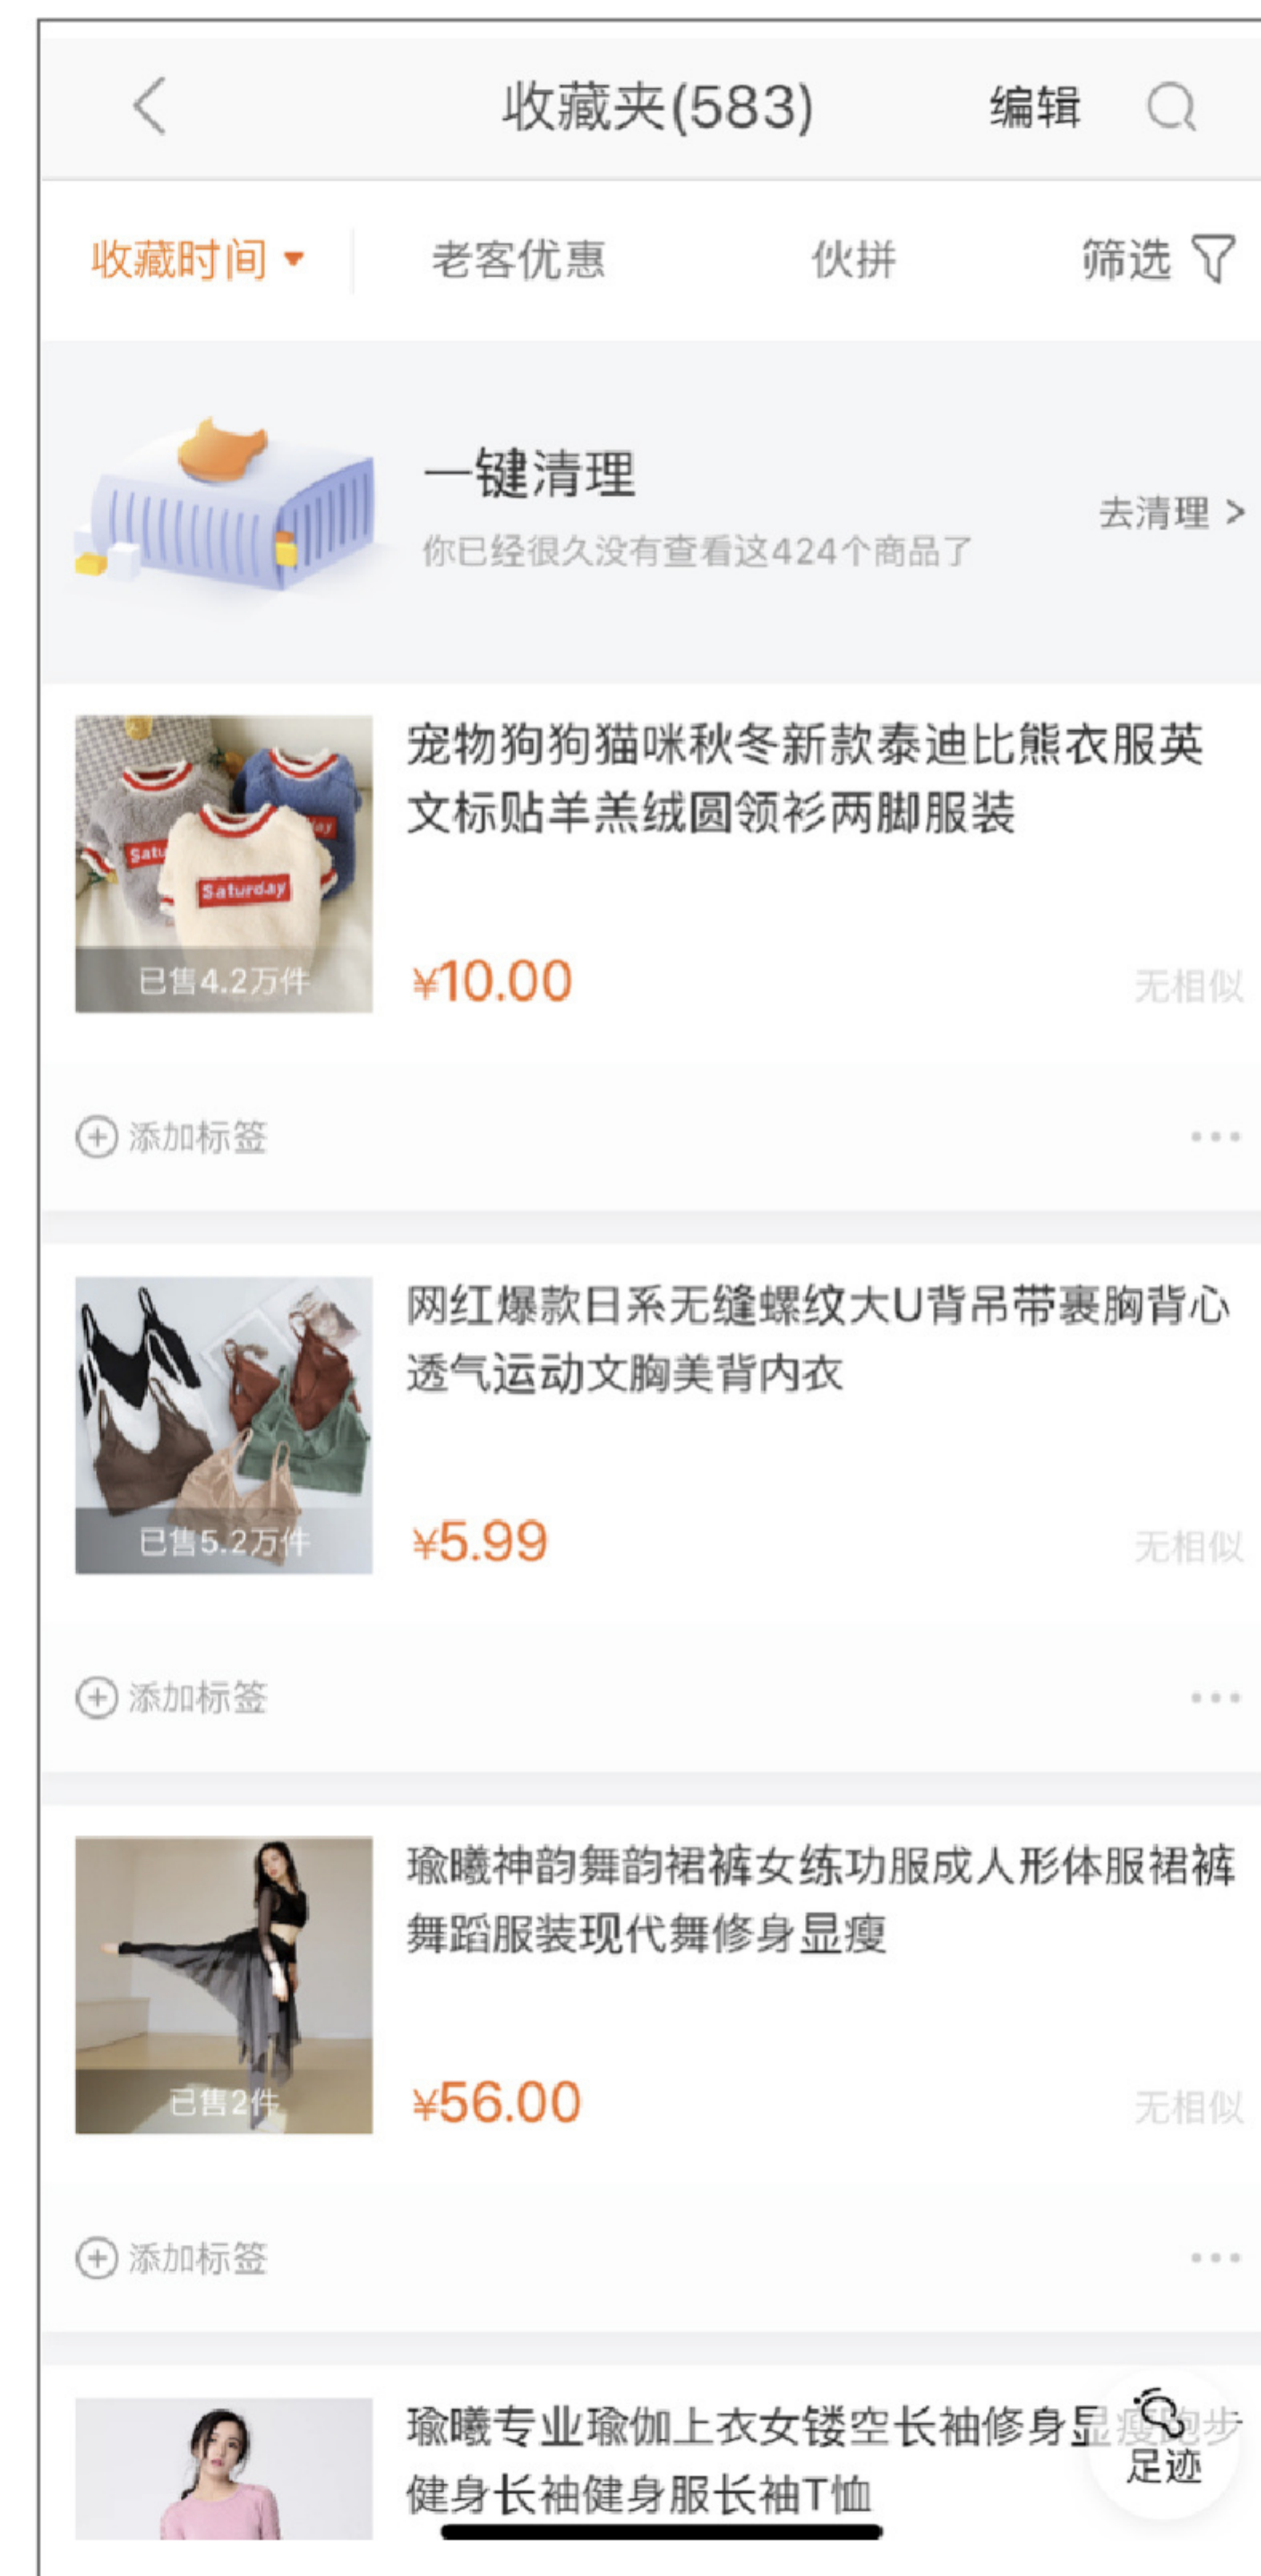 收藏夹(583) 编辑
收藏时间 老客优惠 伙拼 筛选
一键清理
你已经很久没有查看这424个商品了
去清理 >
宠物狗狗猫咪秋冬新款泰迪比熊衣服英
文标贴羊羔绒圆领衫两脚服装
Satu
day
Saturday
已售4.2万件
¥10.00
无相似
添加标签
网红爆款日系无缝螺纹大U背吊带裹胸背心
透气运动文胸美背内衣
已售5.2万件
¥5.99
无相似
添加标签
瑜曦神韵舞韵裙裤女练功服成人形体服裙裤
舞蹈服装现代舞修身显瘦
已售2件
¥56.00
无相似
添加标签
瑜曦专业瑜伽上衣女镂空长袖修身显瘦跑步
健身长袖健身服长袖T恤
足迹